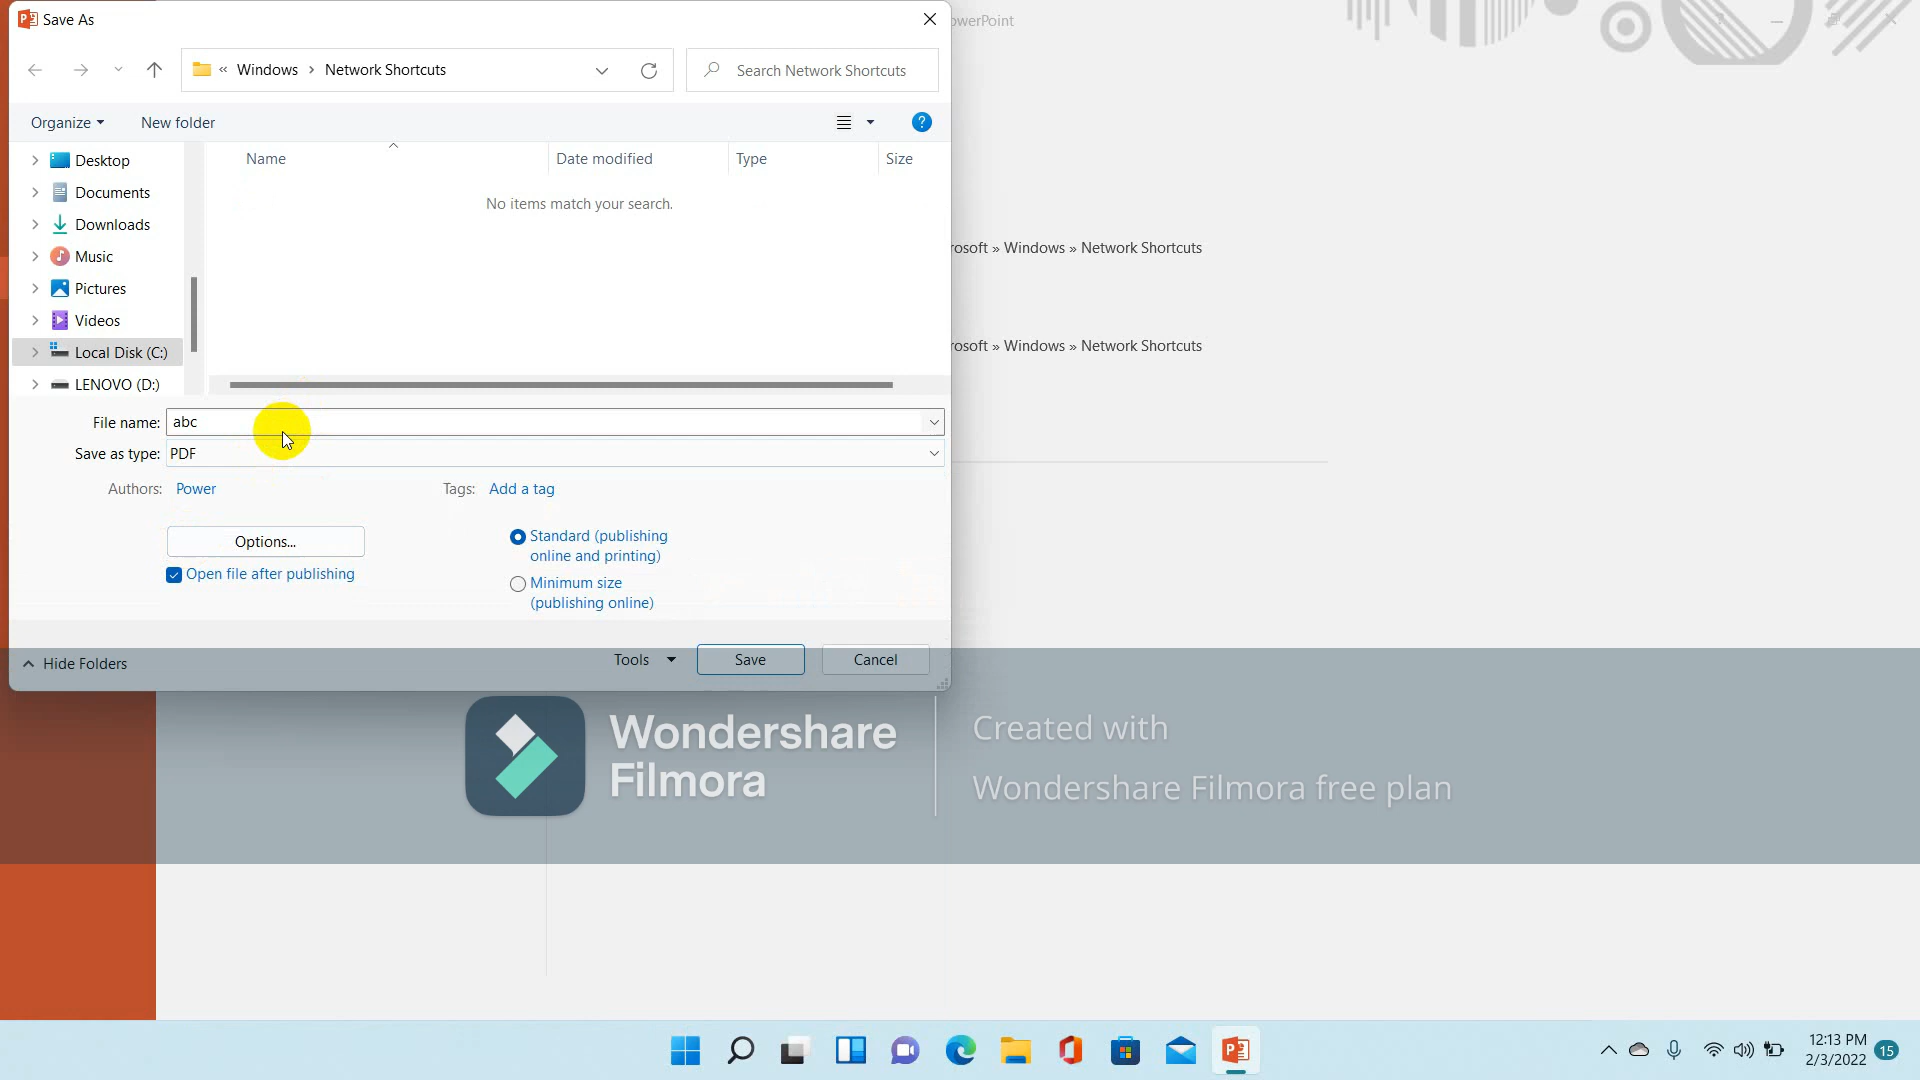 Save As
owerPoint
« Windows > Network Shortcuts
Search Network Shortcuts
Organize
New folder
?
Name
Date modified
Type
Size
No items match your search.
Desktop
Documents
Downloads
Music
Pictures
Videos
Local Disk (C:)
LENOVO (D:)
rosoft » Windows » Network Shortcuts
rosoft » Windows » Network Shortcuts
File name: abc
Save as type: PDF
Authors: Power
Tags: Add a tag
Options...
Open file after publishing
Standard (publishing
online and printing)
Minimum size
(publishing online)
Hide Folders
Tools
Save
Cancel
Wondershare
Filmora
Created with
Wondershare Filmora free plan
12:13 PM
2/3/2022
15